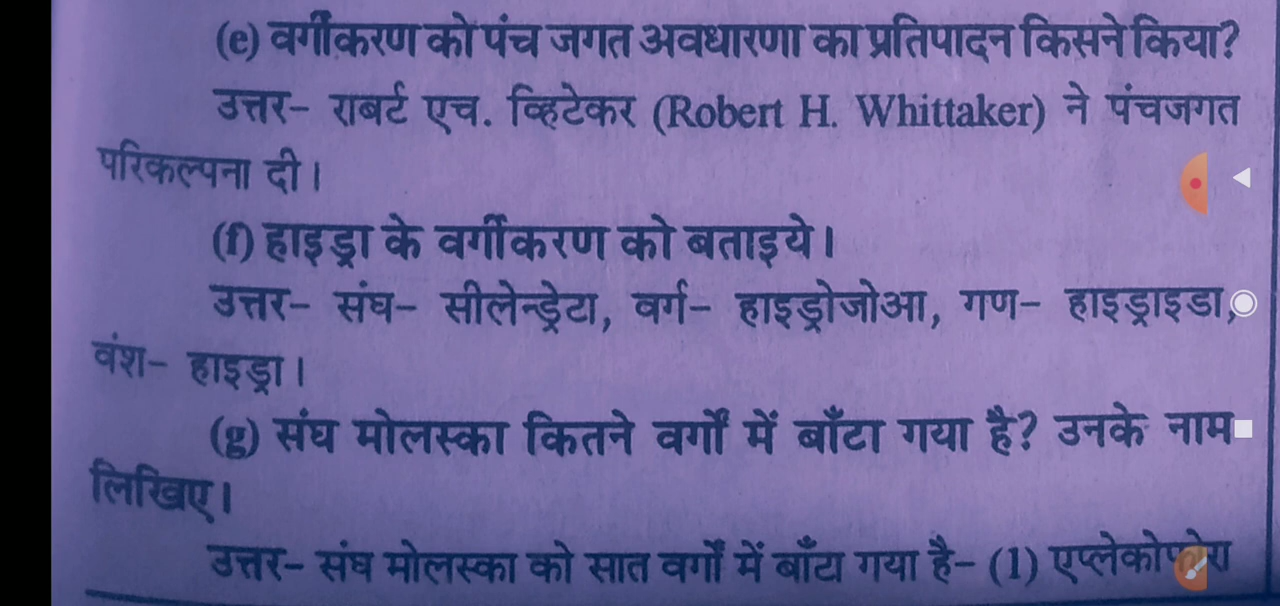 (e) वर्गीकरण को पंच जगत अवधारणा का प्रतिपादन किसने किया?
उत्तर– राबर्ट एच. व्हिटेकर (Robert H. Whittaker) ने पंचजगत
परिकल्पना दी।
(f) हाइड्रा के वर्गीकरण को बताइये।
उत्तर– संघ– सीलेन्ड्रेटा, वर्ग– हाइड्रोजोआ, गण– हाइड्राइडा,
वंश– हाइड्रा।
(g) संघ मोलस्का कितने वर्गों में बाँटा गया है? उनके नाम
लिखिए।
उत्तर– संघ मोलस्का को सात वर्गों में बाँटा गया है– (1)